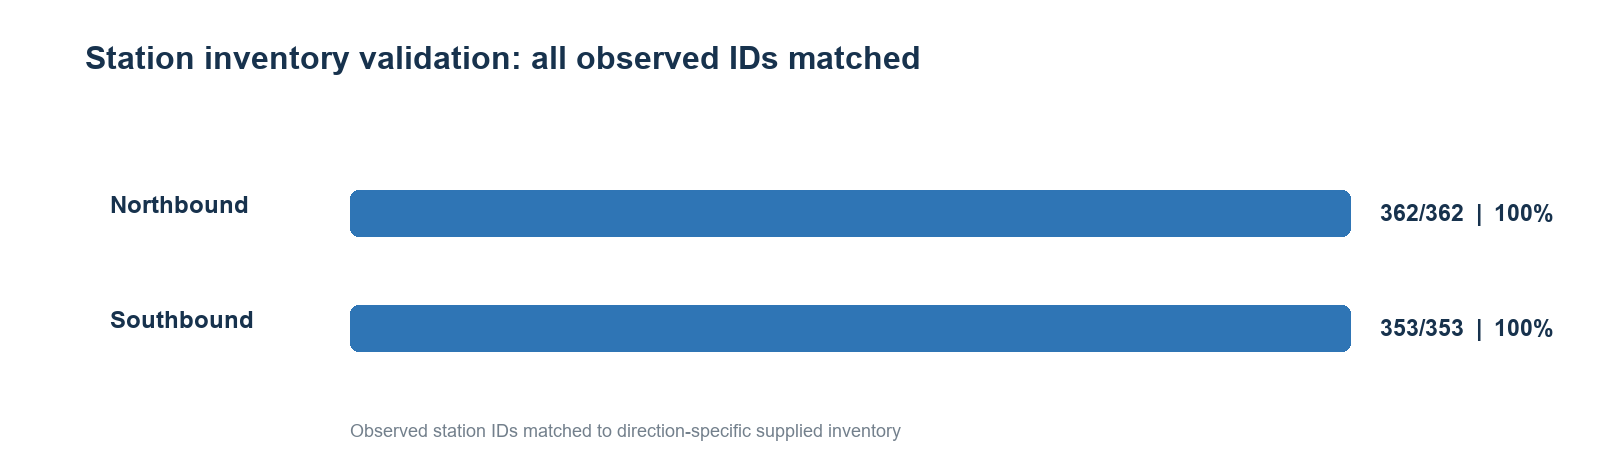 Station inventory validation: all observed IDs matched
Northbound 362/362 | 100%
Southbound 353/353 | 100%
Observed station IDs matched to direction-specific supplied inventory